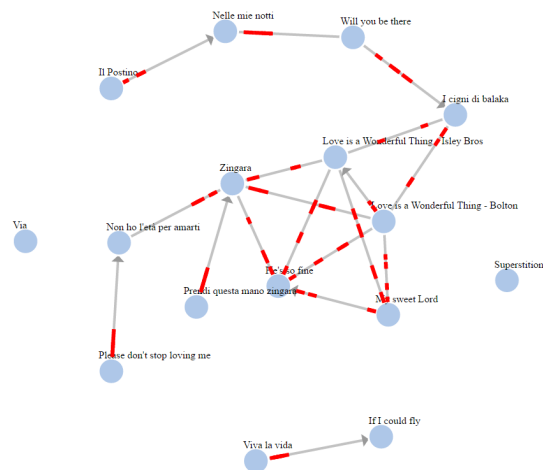 Nelle mie notti
Will you be there
Il Postino
I cigni di balaka
Love is a Wonderful Thing - Isley Bros
Zingara
Love is a Wonderful Thing - Bolton
Via
Non ho l'età per amarti
He's so fine
Superstition
Prendi questa mano zingara
My sweet Lord
Please don't stop loving me
If I could fly
Viva la vida